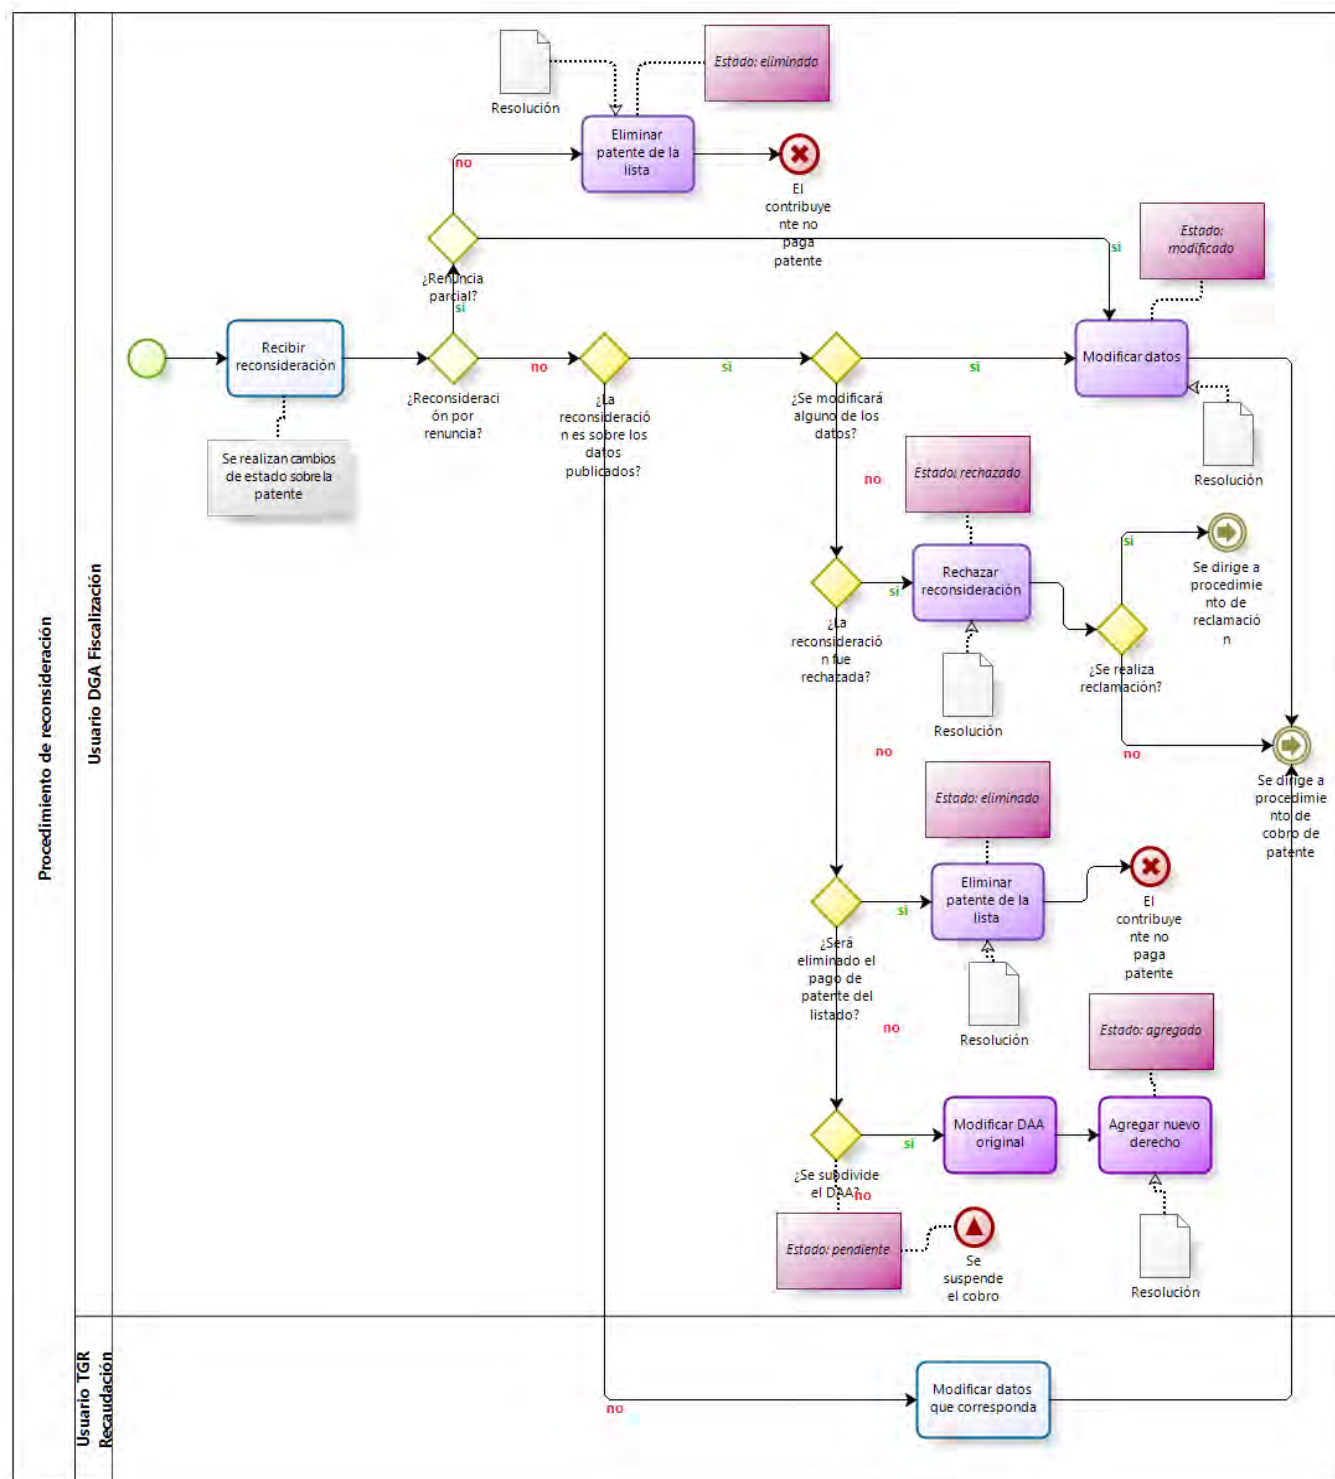 Procedimiento de reconsideración
Usuario DGA Fiscalización
Usuario TGR
Recaudación
Resolución
Estado: eliminado
Eliminar
patente de la
lista
no
El
contribuye
nte no
paga
patente
¿Renuncia
parcial?
si
Estado:
modificado
si
Recibir
reconsideración
¿Reconsideraci
ón por
renuncia?
no
¿La
reconsideració
n es sobre los
datos
publicados?
si
¿Se modificará
alguno de los
datos?
si
Modificar datos
Resolución
Se realizan cambios
de estado sobre la
patente
no
Estado: rechazado
Rechazar
reconsideración
si
¿La
reconsideració
n fue
rechazada?
Resolución
si
Se dirige a
procedimie
nto de
reclamació
n
¿Se realiza
reclamación?
no
no
Se dirige a
procedimie
nto de
cobro de
patente
Estado: eliminado
Eliminar
patente de la
lista
si
El
contribuye
nte no
paga
patente
¿Será
eliminado el
pago de
patente del
listado?
Resolución
no
Estado: agregado
Modificar DAA
original
Agregar nuevo
derecho
si
¿Se subdivide
el DAA?
no
Estado: pendiente
Se
suspende
el cobro
Resolución
Modificar datos
que corresponda
no